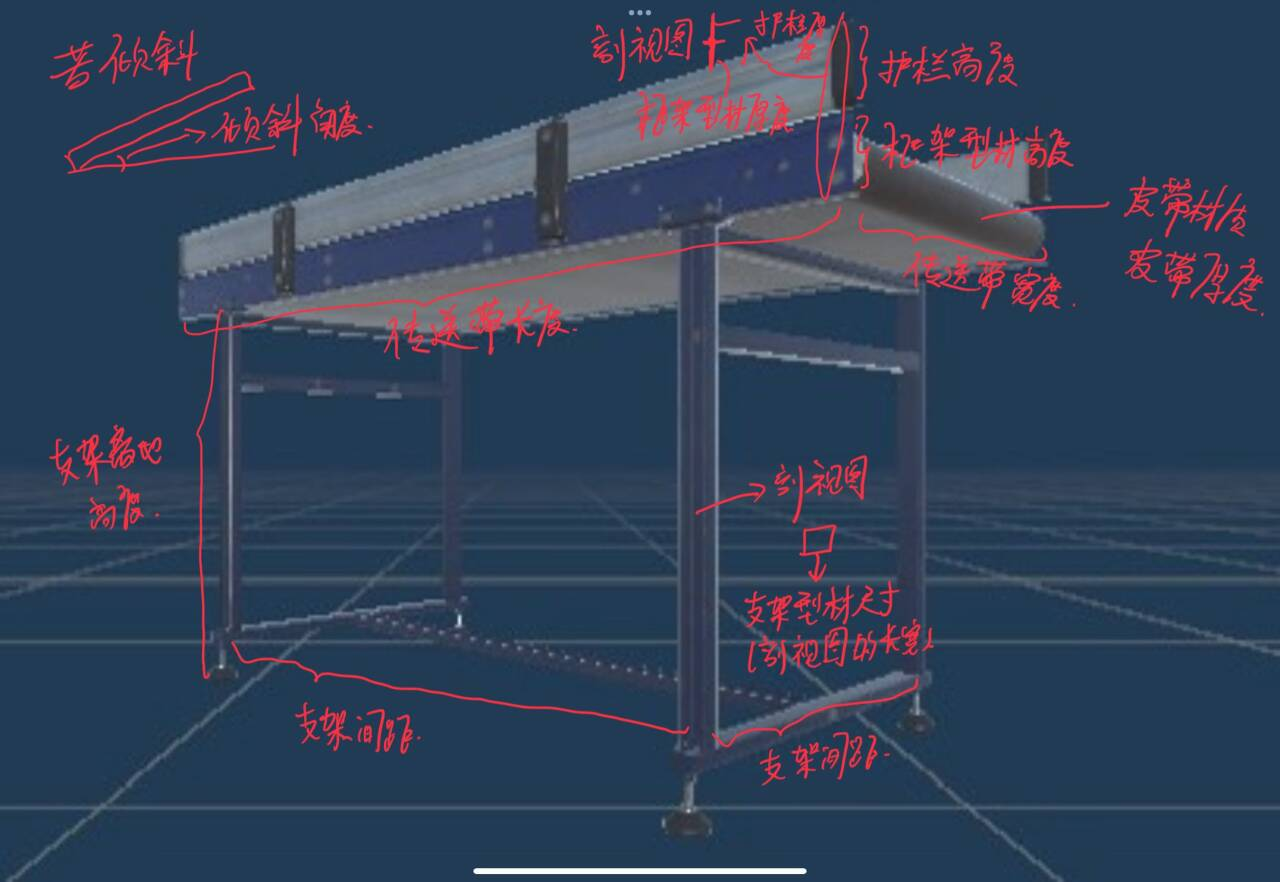 若倾斜
倾斜角度.
剖视图
护栏厚度
框架型材厚度
护栏高度
框架型材高度
皮带材质
皮带厚度.
传送带宽度.
传送带长度.
支架离地
高度.
剖视图
支架型材尺寸
(剖视图的长宽)
支架间距.
支架间距.